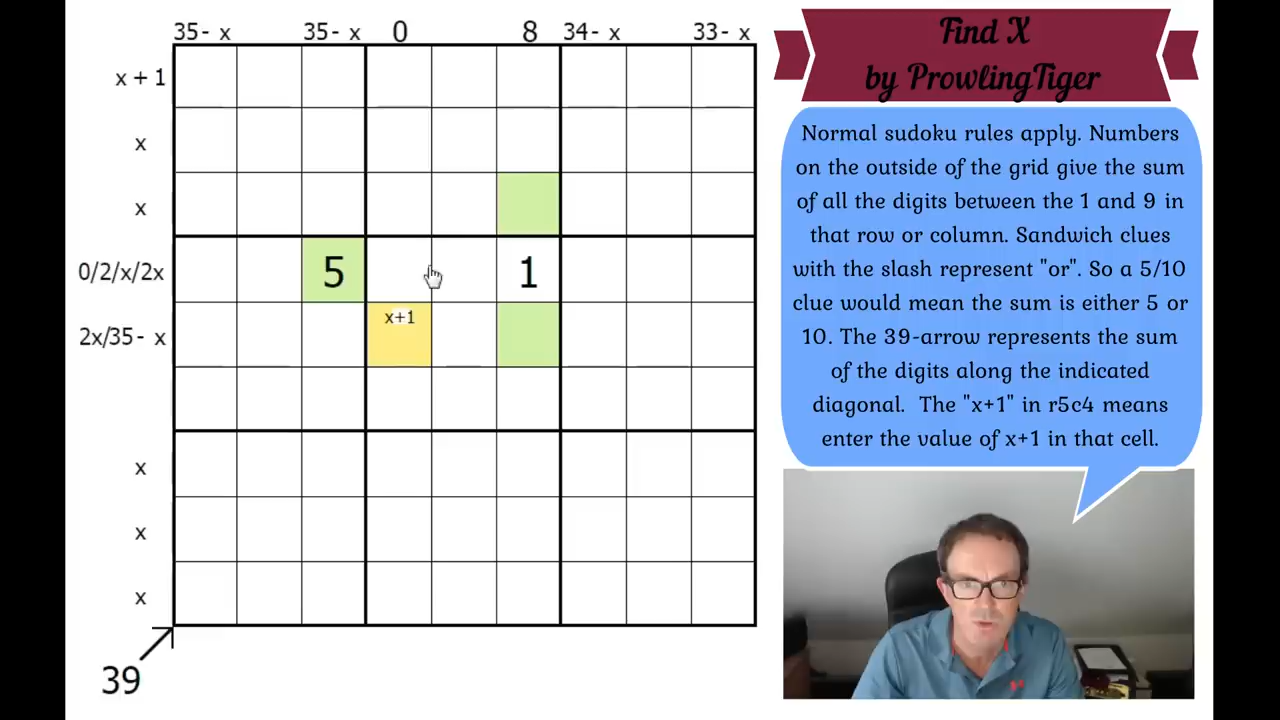 Find X
by ProwlingTiger
35- x 35- x 0 8 34- x 33- x
x + 1
x
x
0/2/x/2x 5 1
2x/35- x x+1
x
x
x
39
Normal sudoku rules apply. Numbers
on the outside of the grid give the sum
of all the digits between the 1 and 9 in
that row or column. Sandwich clues
with the slash represent "or". So a 5/10
clue would mean the sum is either 5 or
10. The 39-arrow represents the sum
of the digits along the indicated
diagonal. The "x+1" in r5c4 means
enter the value of x+1 in that cell.